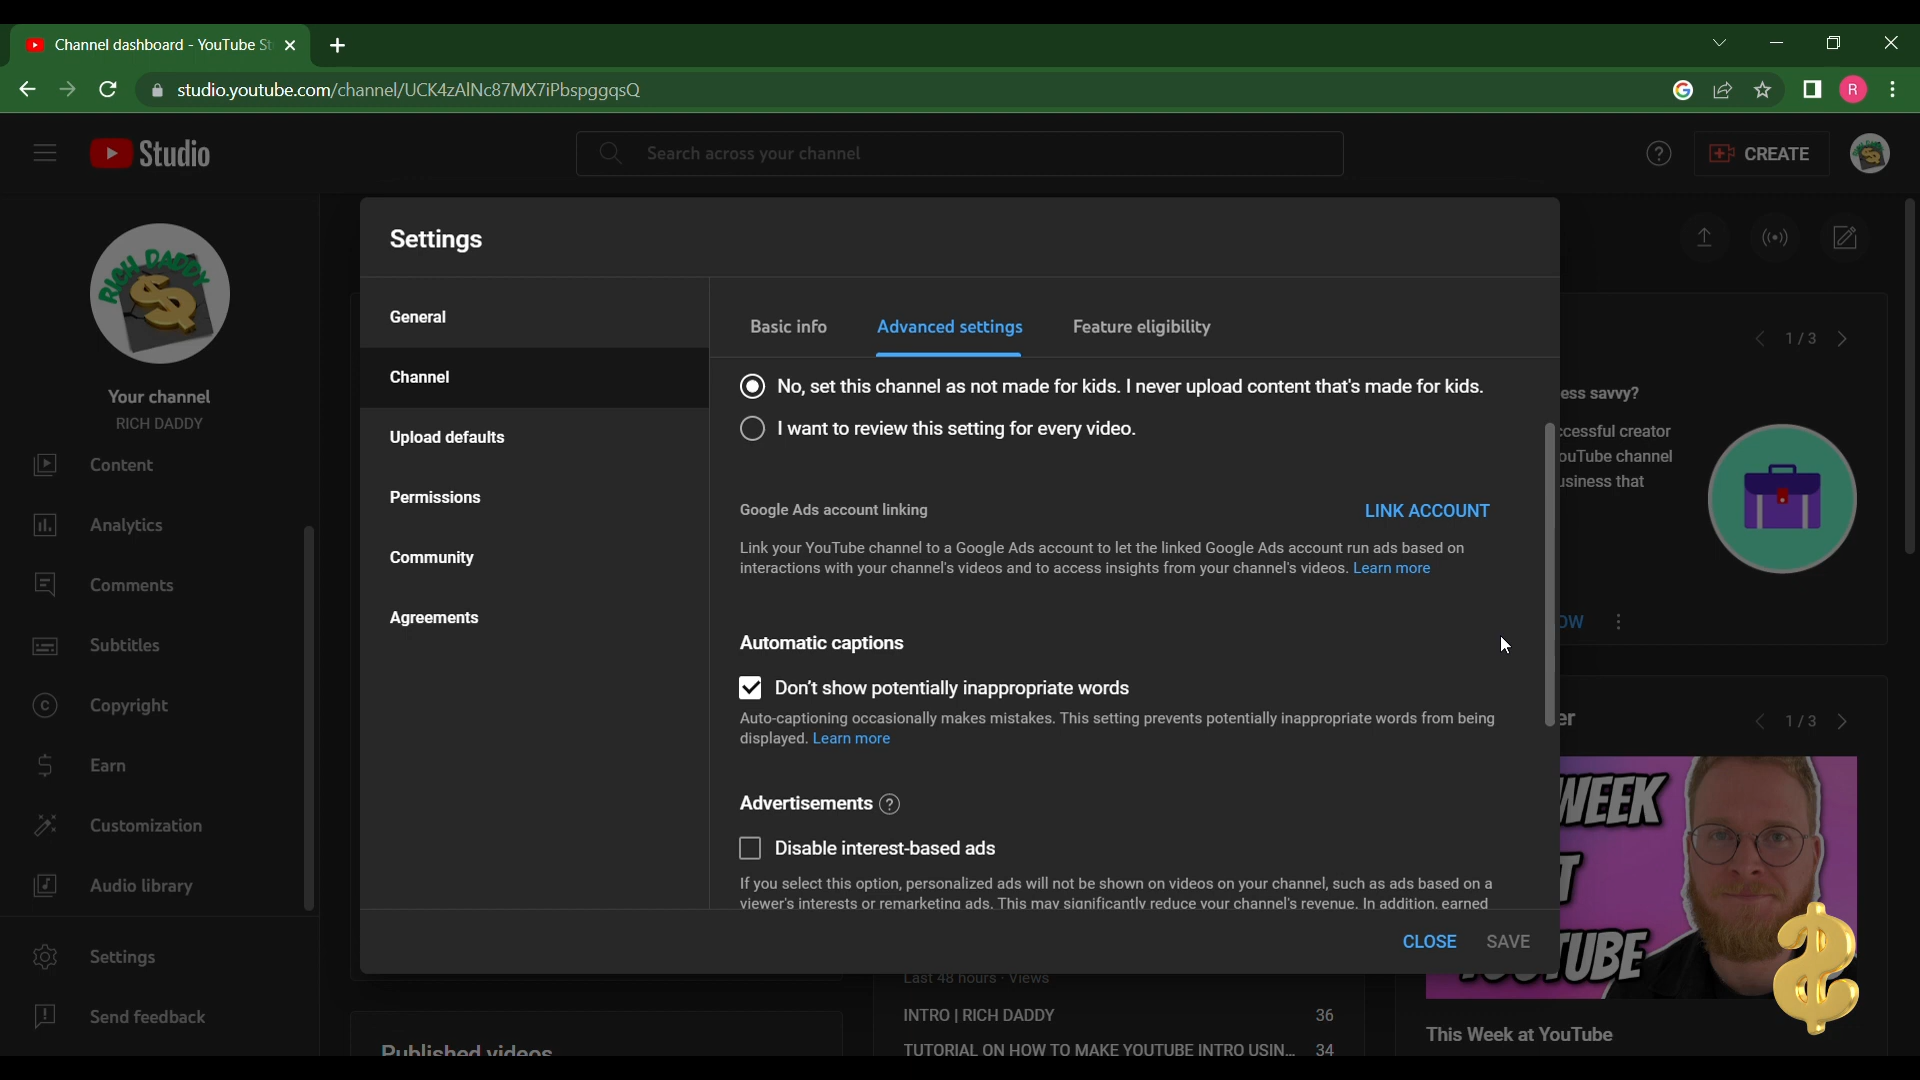 Channel dashboard - YouTube St
studio.youtube.com/channel/UCK4zAlNc87MX7iPbspggqsQ
R
Studio
Search across your channel
CREATE
RICH DADDY
Your channel
RICH DADDY
Content
Analytics
Comments
Subtitles
Copyright
Earn
Customization
Audio library
Settings
Send feedback
Settings
General
Channel
Upload defaults
Permissions
Community
Agreements
Basic info
Advanced settings
Feature eligibility
No, set this channel as not made for kids. I never upload content that's made for kids.
I want to review this setting for every video.
Google Ads account linking
LINK ACCOUNT
Link your YouTube channel to a Google Ads account to let the linked Google Ads account run ads based on
interactions with your channel's videos and to access insights from your channel's videos. Learn more
Automatic captions
Don't show potentially inappropriate words
Auto-captioning occasionally makes mistakes. This setting prevents potentially inappropriate words from being
displayed. Learn more
Advertisements ?
Disable interest-based ads
If you select this option, personalized ads will not be shown on videos on your channel, such as ads based on a
viewer's interests or remarketing ads. This may significantly reduce your channel's revenue. In addition, earned
CLOSE
SAVE
1 / 3
ess savvy?
ccessful creator
ouTube channel
usiness that
OW
er
1 / 3
WEEK
T
YOUTUBE
This Week at YouTube
Last 48 hours · Views
INTRO | RICH DADDY
36
TUTORIAL ON HOW TO MAKE YOUTUBE INTRO USIN...
34
Published videos